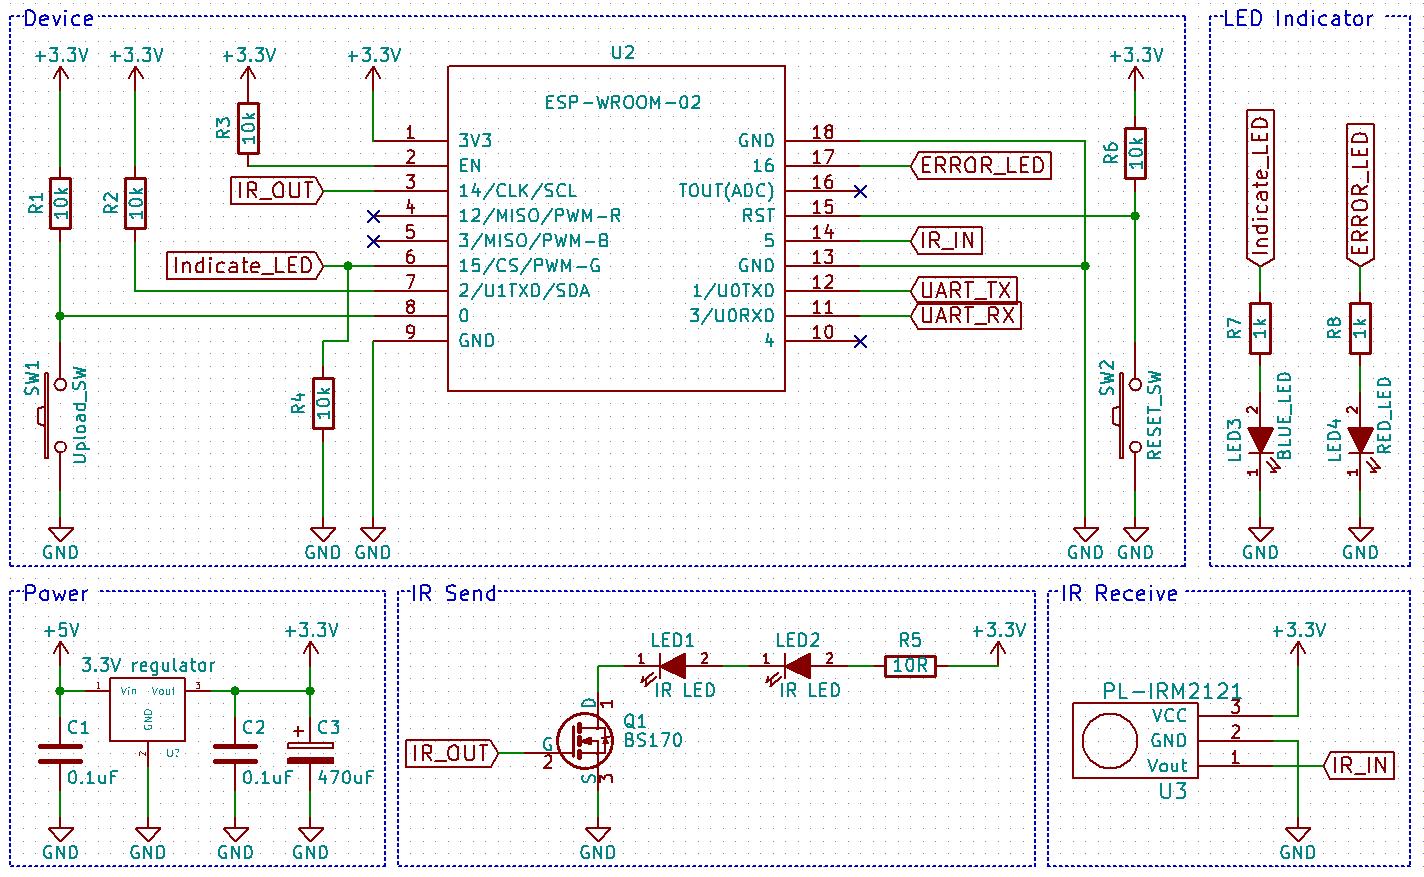 Device
+3.3V
+3.3V
+3.3V
+3.3V
U2
+3.3V
ESP-WROOM-02
R1
10k
R2
10k
R3
10k
R6
10k
1
3V3
2
EN
3
14/CLK/SCL
4
12/MISO/PWM-R
5
3/MISO/PWM-B
6
15/CS/PWM-G
7
2/U1TXD/SDA
8
0
9
GND
GND
18
16
17
TOUT(ADC)
16
RST
15
5
14
GND
13
1/U0TXD
12
3/U0RXD
11
4
10
IR_OUT
Indicate_LED
ERROR_LED
IR_IN
UART_TX
UART_RX
SW1
Upload_SW
R4
10k
SW2
RESET_SW
GND
GND
GND
GND
GND
LED Indicator
Indicate_LED
ERROR_LED
R7
1k
R8
1k
2
LED3
BLUE_LED
1
2
LED4
RED_LED
1
GND
GND
Power
+5V
+3.3V
3.3V regulator
1
Vin
Vout
3
GND
2
U?
C1
0.1uF
C2
0.1uF
+
C3
470uF
GND
GND
GND
GND
IR Send
LED1
LED2
R5
+3.3V
1
2
1
2
10R
IR LED
IR LED
D
1
Q1
BS170
IR_OUT
G
2
S
3
GND
IR Receive
+3.3V
PL-IRM2121
VCC
3
GND
2
Vout
1
IR_IN
U3
GND